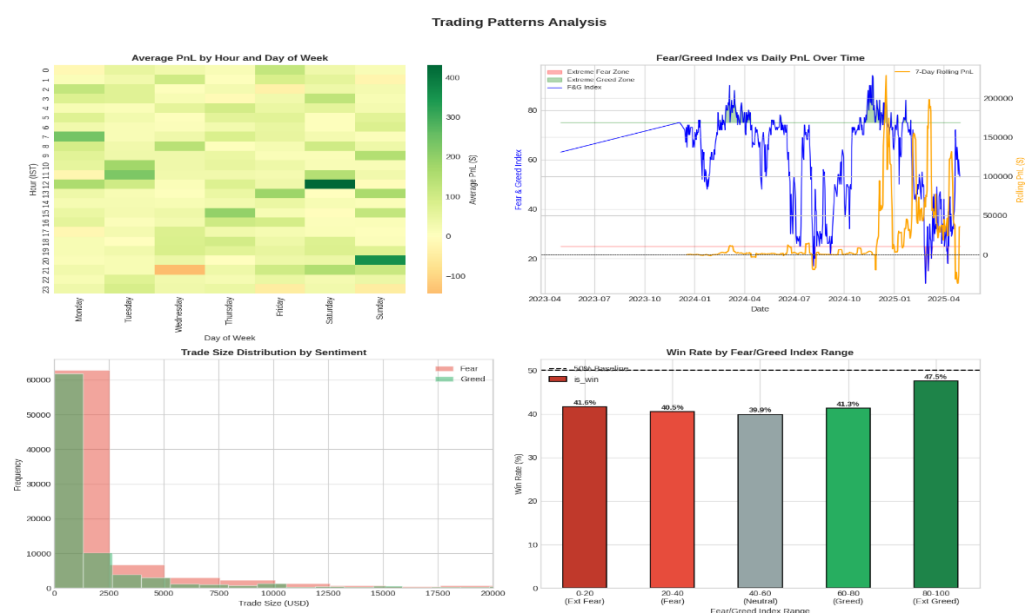 Trading Patterns Analysis
Average PnL by Hour and Day of Week
Hour (IST)
0
1
2
3
4
5
6
7
8
9
10
11
12
13
14
15
16
17
18
19
20
21
22
23
Monday
Tuesday
Wednesday
Thursday
Friday
Saturday
Sunday
Day of Week
400
300
200
100
0
−100
Average PnL ($)
Fear/Greed Index vs Daily PnL Over Time
Extreme Fear Zone
Extreme Greed Zone
F&G Index
7-Day Rolling PnL
Fear & Greed Index
80
60
40
20
200000
150000
100000
50000
0
Rolling PnL ($)
2023-04
2023-07
2023-10
2024-01
2024-04
2024-07
2024-10
2025-01
2025-04
Date
Trade Size Distribution by Sentiment
Fear
Greed
Frequency
60000
50000
40000
30000
20000
10000
0
0
2500
5000
7500
10000
12500
15000
17500
20000
Trade Size (USD)
Win Rate by Fear/Greed Index Range
50% Baseline
is_win
Win Rate (%)
50
40
30
20
10
0
41.6%
40.5%
39.9%
41.3%
47.5%
0-20
(Ext Fear)
20-40
(Fear)
40-60
(Neutral)
60-80
(Greed)
80-100
(Ext Greed)
Fear/Greed Index Range